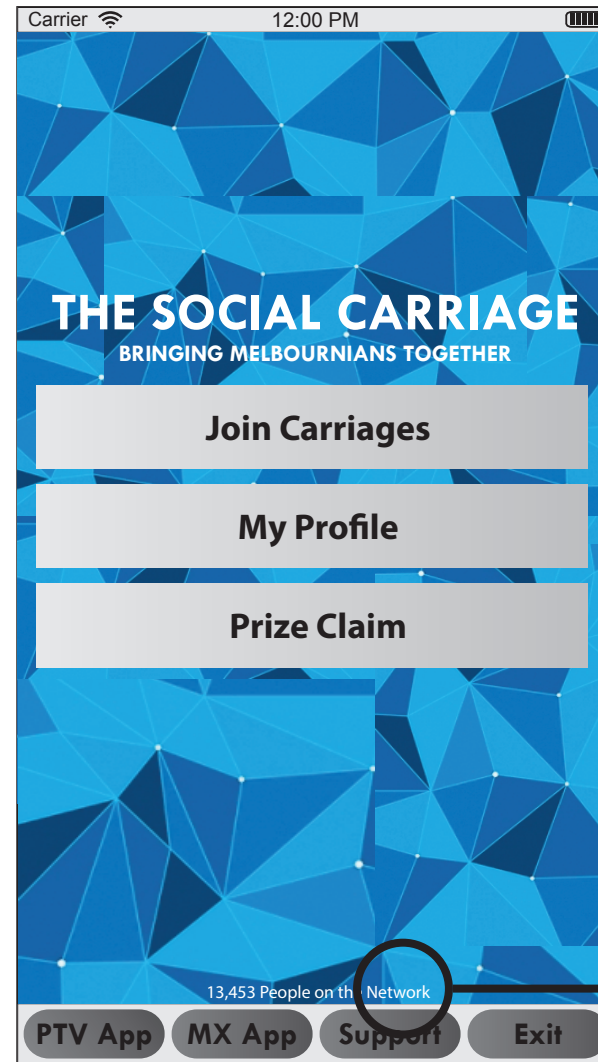 Carrier 12:00 PM
THE SOCIAL CARRIAGE
BRINGING MELBOURNIANS TOGETHER
Join Carriages
My Profile
Prize Claim
13,453 People on the Network
PTV App MX App Support Exit